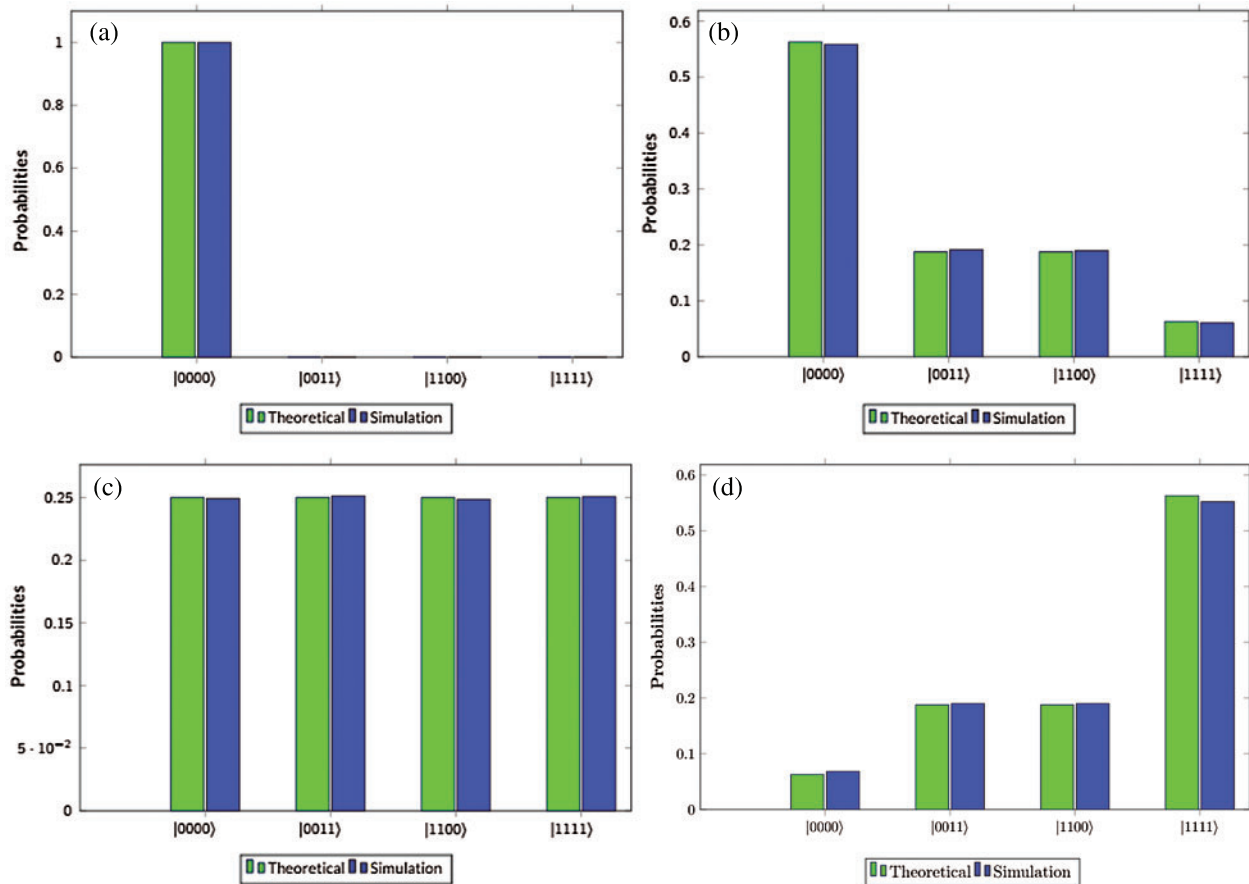 (a)
Probabilities
1
0.8
0.6
0.4
0.2
0
|0000⟩ |0011⟩ |1100⟩ |1111⟩
Theoretical Simulation
(b)
Probabilities
0.6
0.5
0.4
0.3
0.2
0.1
0
|0000⟩ |0011⟩ |1100⟩ |1111⟩
Theoretical Simulation
(c)
Probabilities
0.25
0.2
0.15
0.1
5 · 10⁻²
0
|0000⟩ |0011⟩ |1100⟩ |1111⟩
Theoretical Simulation
(d)
Probabilities
0.6
0.5
0.4
0.3
0.2
0.1
0
|0000⟩ |0011⟩ |1100⟩ |1111⟩
Theoretical Simulation